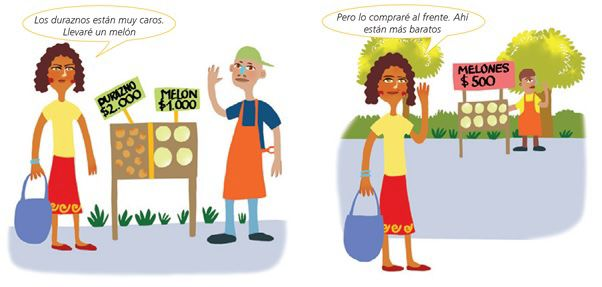 Los duraznos están muy caros.
Llevaré un melón
DURAZNO
$2.000
MELÓN
$1.000
Pero lo compraré al frente. Ahí
están más baratos
MELONES
$ 500